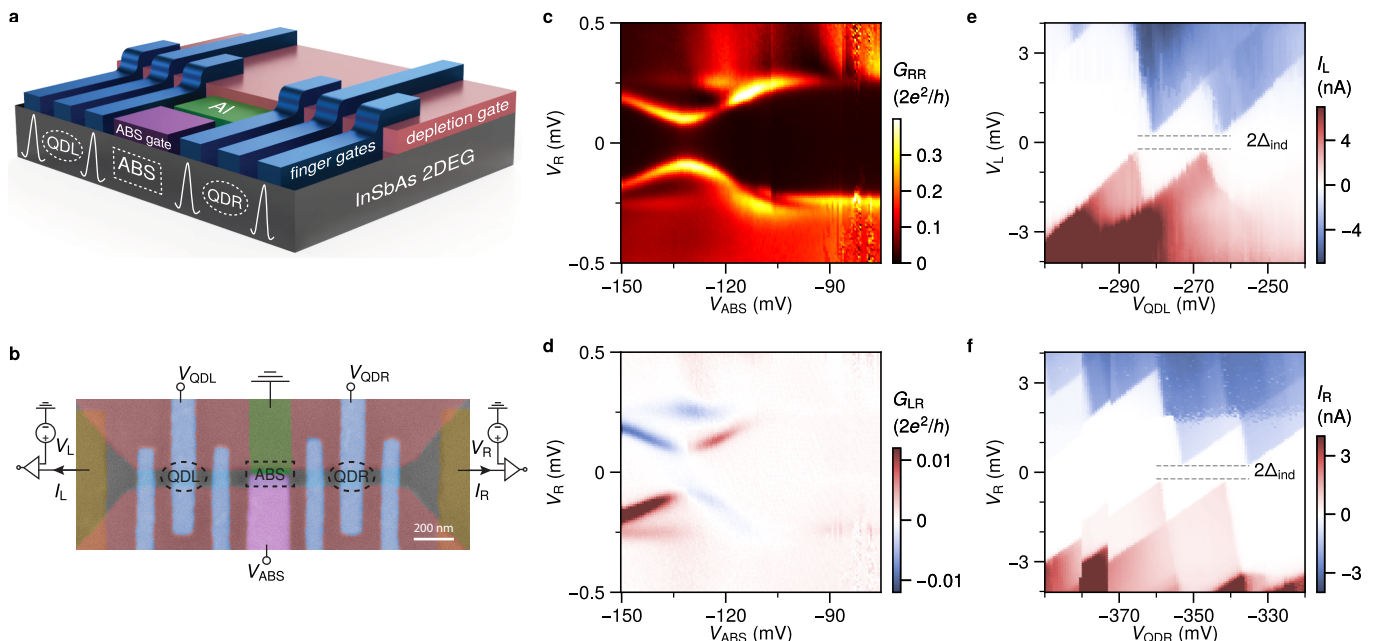 a
Al
ABS gate
depletion gate
finger gates
QDL
ABS
QDR
InSbAs 2DEG
b
V_QDL
V_QDR
V_L
V_R
QDL
ABS
QDR
I_L
I_R
200 nm
V_ABS
c
0.5
0
−0.5
V_R (mV)
−150
−120
−90
V_ABS (mV)
G_RR
(2e²/h)
0.3
0.2
0.1
0
d
0.5
0
−0.5
V_R (mV)
−150
−120
−90
V_ABS (mV)
G_LR
(2e²/h)
0.01
0
−0.01
e
3
0
−3
V_L (mV)
2Δ_ind
−290
−270
−250
V_QDL (mV)
I_L
(nA)
4
0
−4
f
3
0
−3
V_R (mV)
2Δ_ind
−370
−350
−330
V_QDR (mV)
I_R
(nA)
3
0
−3